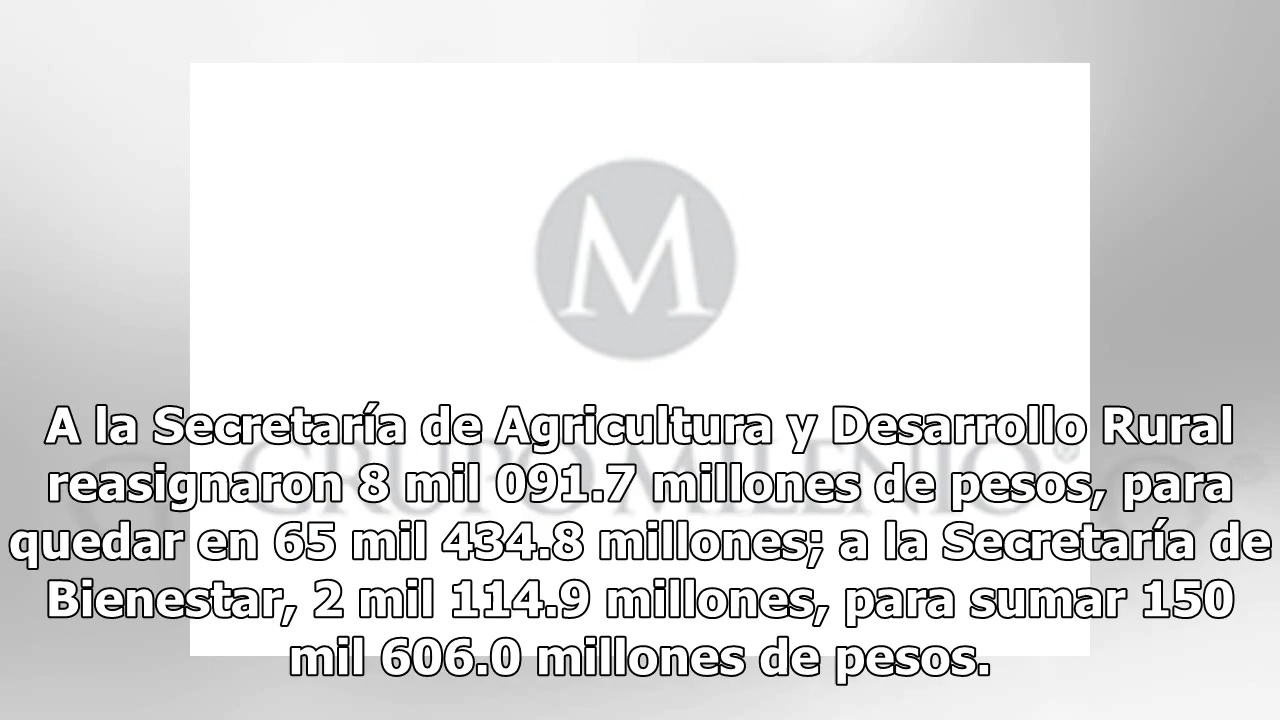 M
A la Secretaría de Agricultura y Desarrollo Rural
GRUPO MILENIO®
reasignaron 8 mil 091.7 millones de pesos, para
quedar en 65 mil 434.8 millones; a la Secretaría de
Bienestar, 2 mil 114.9 millones, para sumar 150
mil 606.0 millones de pesos.